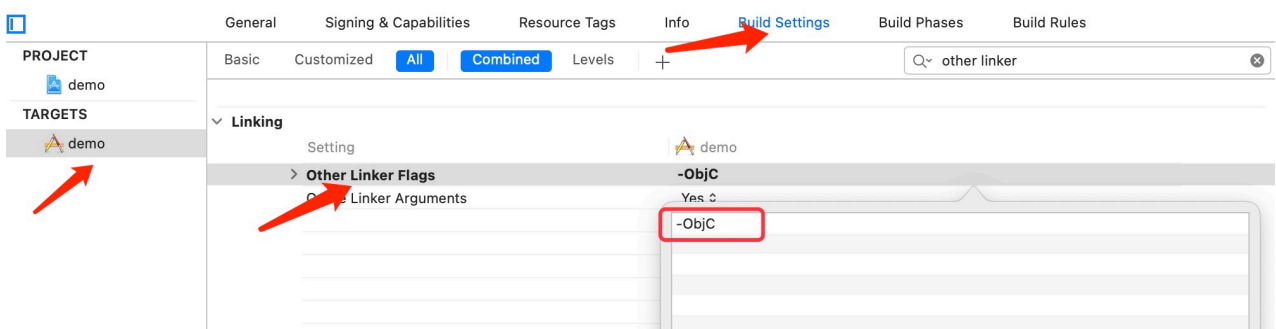 General Signing & Capabilities Resource Tags Info Build Settings Build Phases Build Rules
PROJECT
Basic Customized All Combined Levels + other linker
demo
TARGETS
Linking
demo
Setting demo
Other Linker Flags -ObjC
Linker Arguments Yes
-ObjC